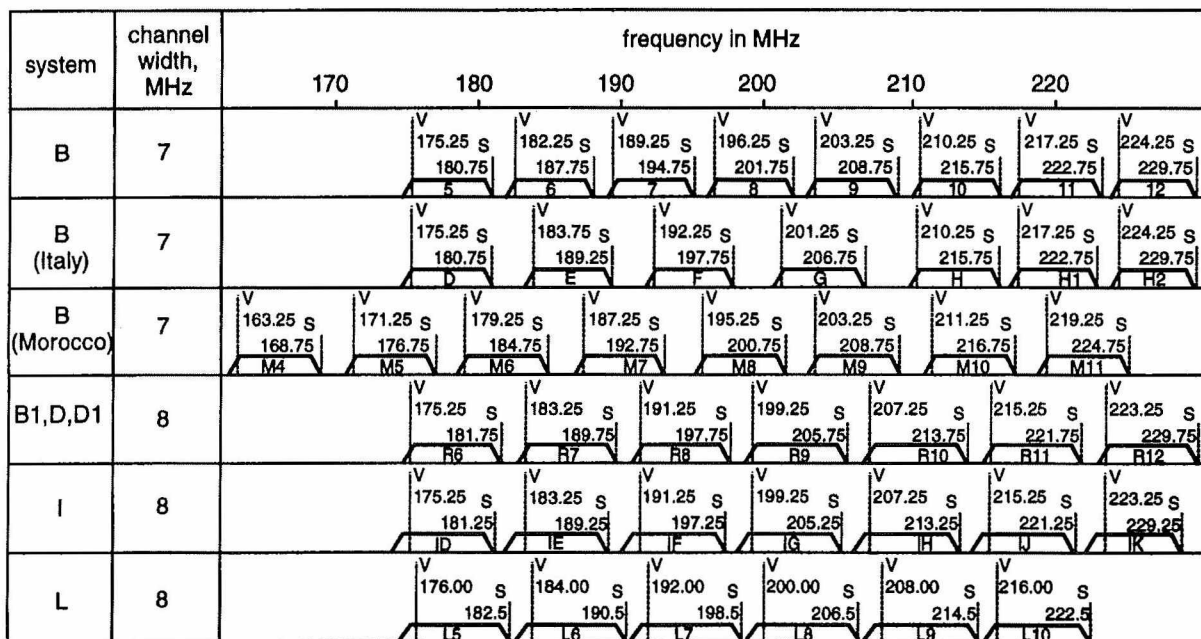 system
channel width, MHz
frequency in MHz
170 180 190 200 210 220
B
7
V V V V V V V V
175.25 S 182.25 S 189.25 S 196.25 S 203.25 S 210.25 S 217.25 S 224.25 S
180.75 187.75 194.75 201.75 208.75 215.75 222.75 229.75
5 6 7 8 9 10 11 12
B (Italy)
7
V V V V V V V
175.25 S 183.75 S 192.25 S 201.25 S 210.25 S 217.25 S 224.25 S
180.75 189.25 197.75 206.75 215.75 222.75 229.75
D E F G H H1 H2
B (Morocco)
7
V V V V V V V V
163.25 S 171.25 S 179.25 S 187.25 S 195.25 S 203.25 S 211.25 S 219.25 S
168.75 176.75 184.75 192.75 200.75 208.75 216.75 224.75
M4 M5 M6 M7 M8 M9 M10 M11
B1,D,D1
8
V V V V V V V
175.25 S 183.25 S 191.25 S 199.25 S 207.25 S 215.25 S 223.25 S
181.75 189.75 197.75 205.75 213.75 221.75 229.75
R6 R7 R8 R9 R10 R11 R12
I
8
V V V V V V V
175.25 S 183.25 S 191.25 S 199.25 S 207.25 S 215.25 S 223.25 S
181.25 189.25 197.25 205.25 213.25 221.25 229.25
ID IE IF IG IH IJ IK
L
8
V V V V V V
176.00 S 184.00 S 192.00 S 200.00 S 208.00 S 216.00 S
182.5 190.5 198.5 206.5 214.5 222.5
L5 L6 L7 L8 L9 L10